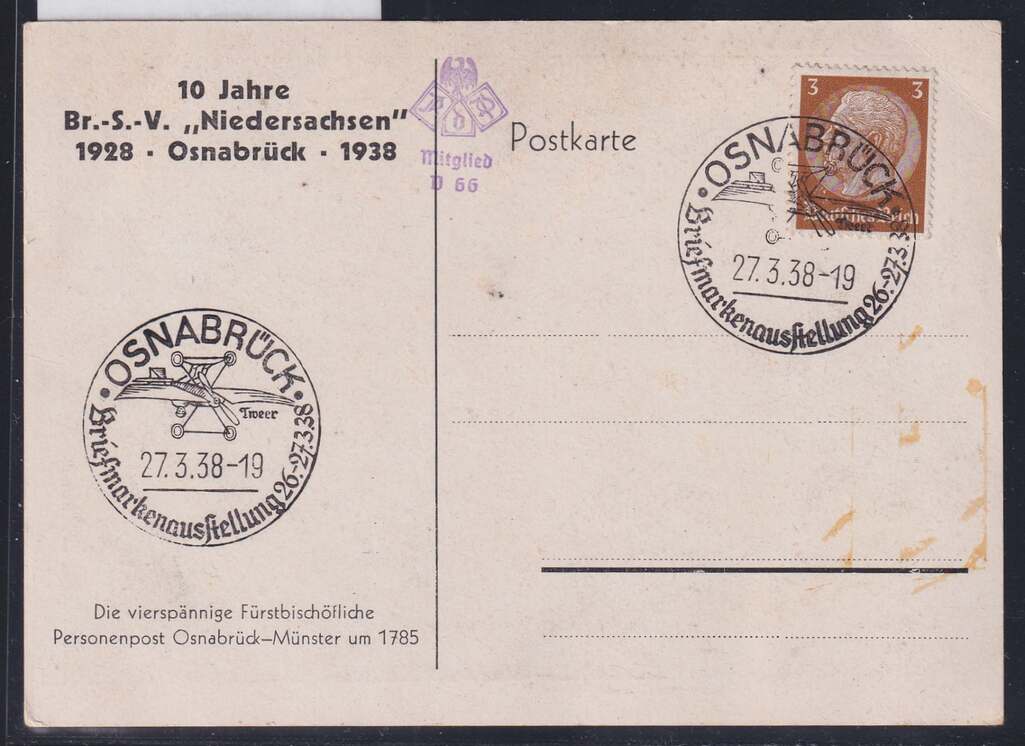 10 Jahre
Br.-S.-V. „Niedersachsen"
1928 · Osnabrück · 1938
Mitglied
D 66
Postkarte
3 3
Deutsches Reich
• OSNABRÜCK •
Tweer
27.3.38-19
Briefmarkenausstellung 26.-27.3.38
• OSNABRÜCK •
Tweer
27.3.38-19
Briefmarkenausstellung 26.-27.3.38
Die vierspännige Fürstbischöfliche
Personenpost Osnabrück–Münster um 1785